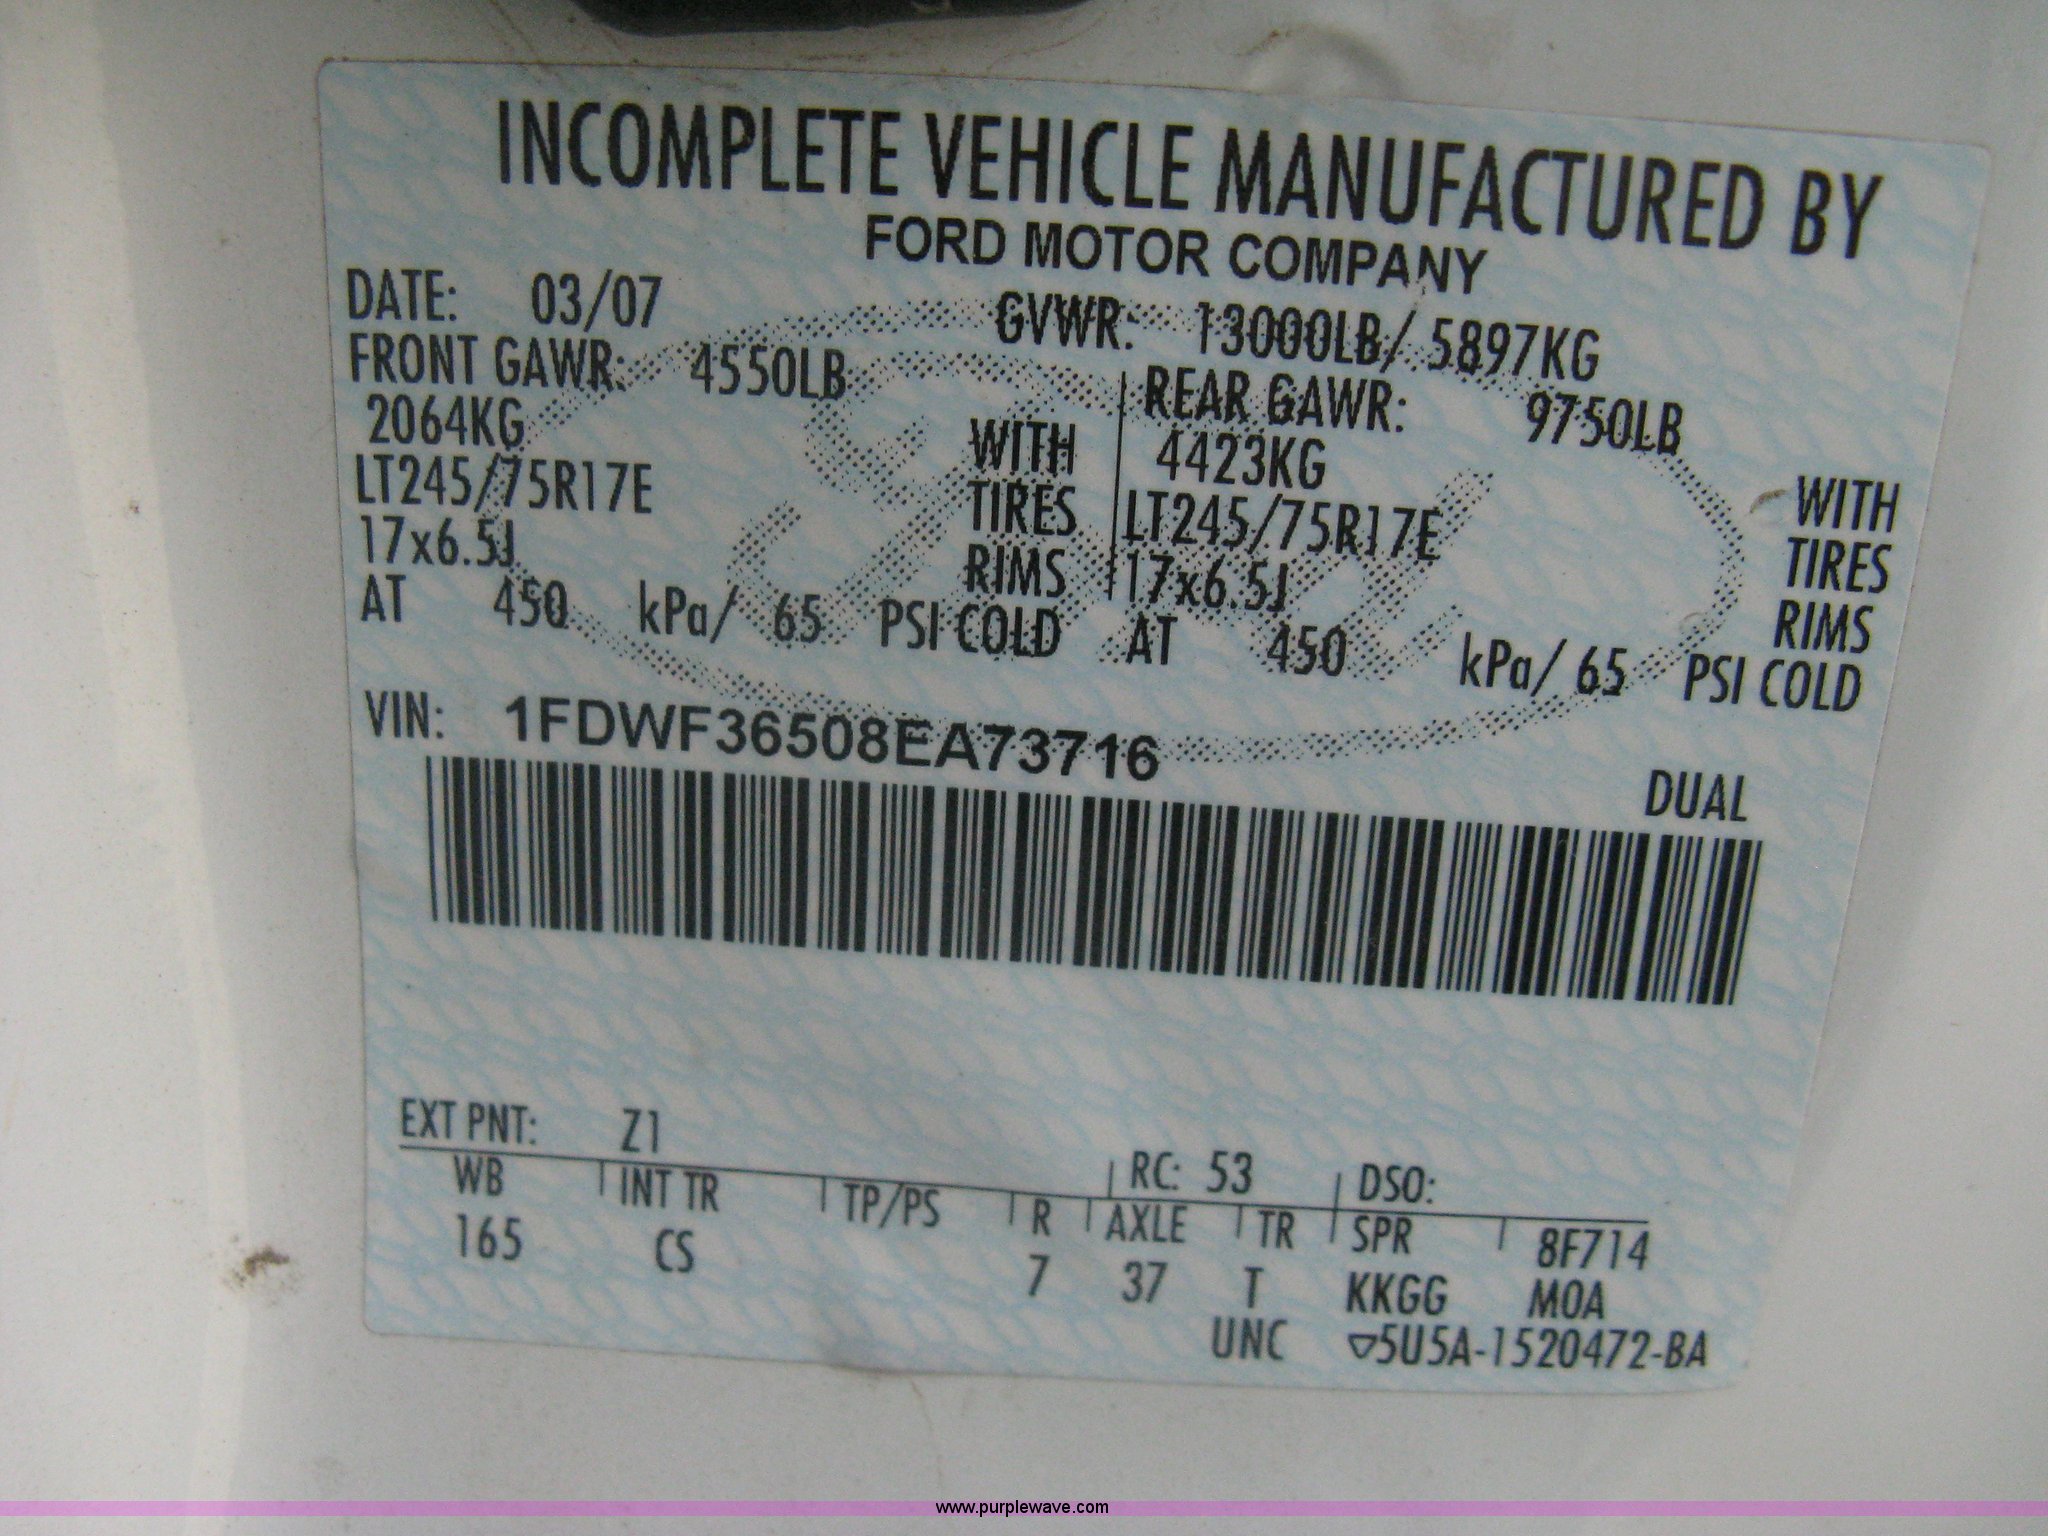 INCOMPLETE VEHICLE MANUFACTURED BY
FORD MOTOR COMPANY
DATE: 03/07 GVWR: 13000LB/ 5897KG
FRONT GAWR: 4550LB REAR GAWR: 9750LB
2064KG WITH 4423KG WITH
LT245/75R17E TIRES LT245/75R17E TIRES
17x6.5J RIMS 17x6.5J RIMS
AT 450 kPa/ 65 PSI COLD AT 450 kPa/ 65 PSI COLD
VIN: 1FDWF36508EA73716
DUAL
EXT PNT: Z1 RC: 53 DSO:
WB INT TR TP/PS R AXLE TR SPR 8F714
165 CS 7 37 T KKGG MOA
UNC 5U5A-1520472-BA
www.purplewave.com